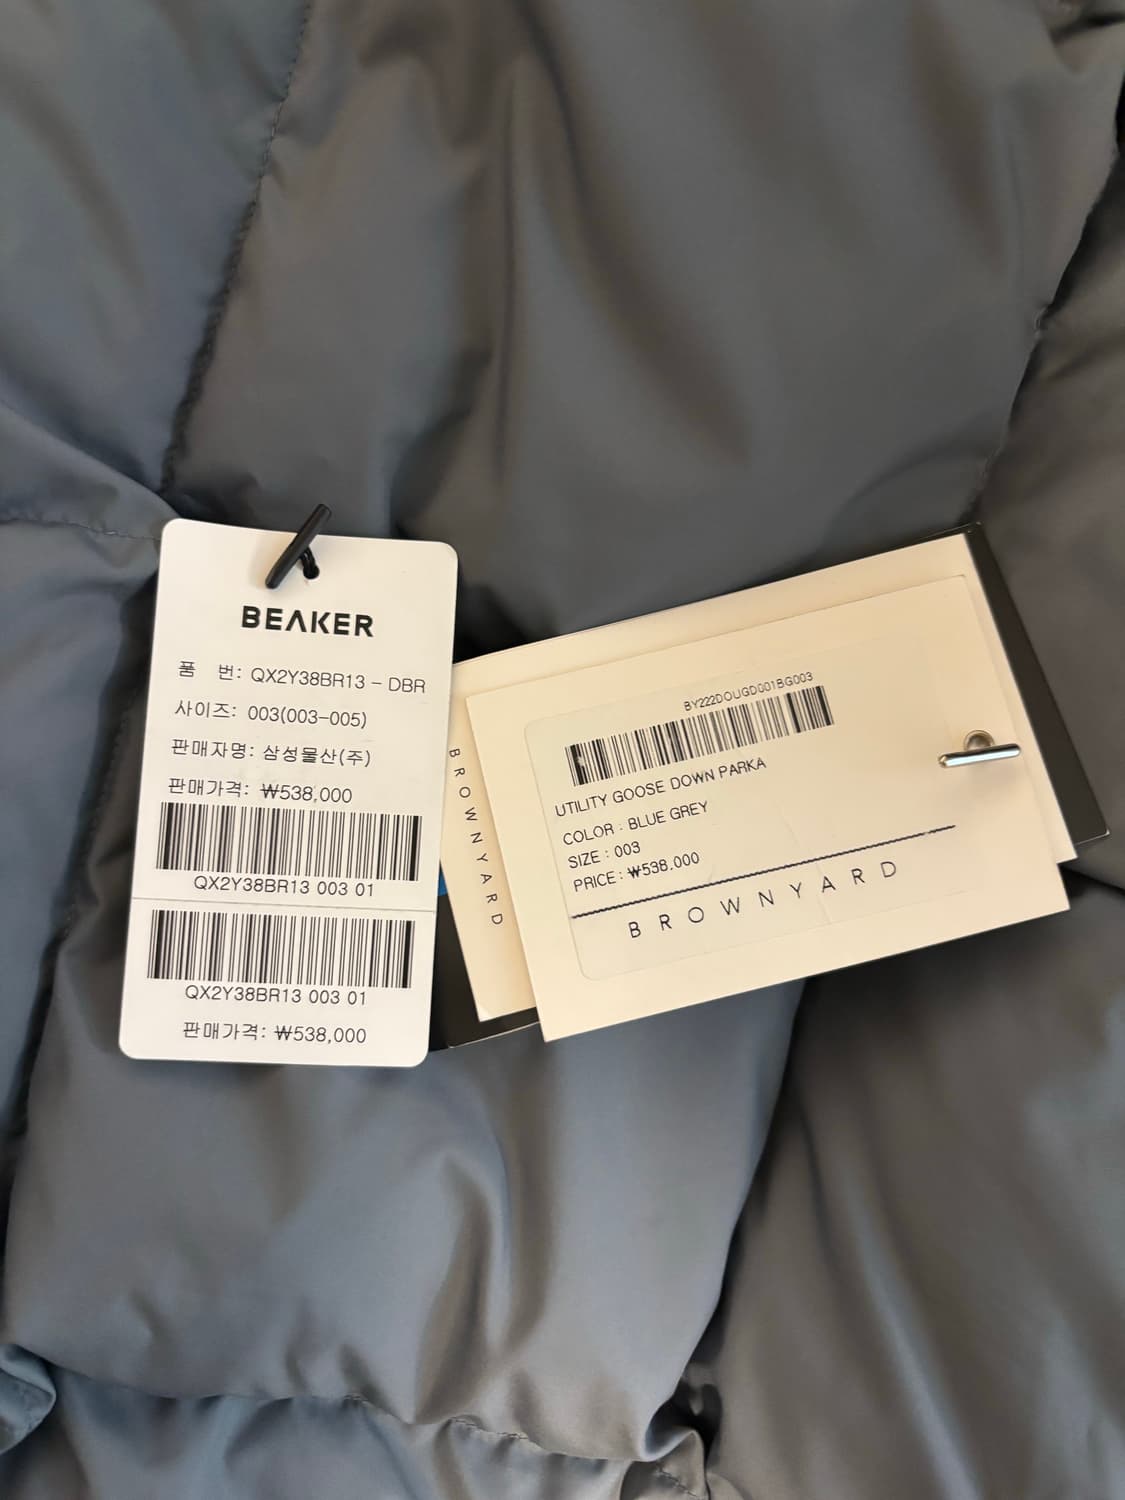 BEAKER
품 번: QX2Y38BR13 - DBR
사이즈: 003(003-005)
판매자명: 삼성물산(주)
판매가격: ₩538,000
QX2Y38BR13 003 01
QX2Y38BR13 003 01
판매가격: ₩538,000
BROWNYARD
BY222DOUGD001BG003
UTILITY GOOSE DOWN PARKA
COLOR : BLUE GREY
SIZE : 003
PRICE : ₩538,000
BROWNYARD